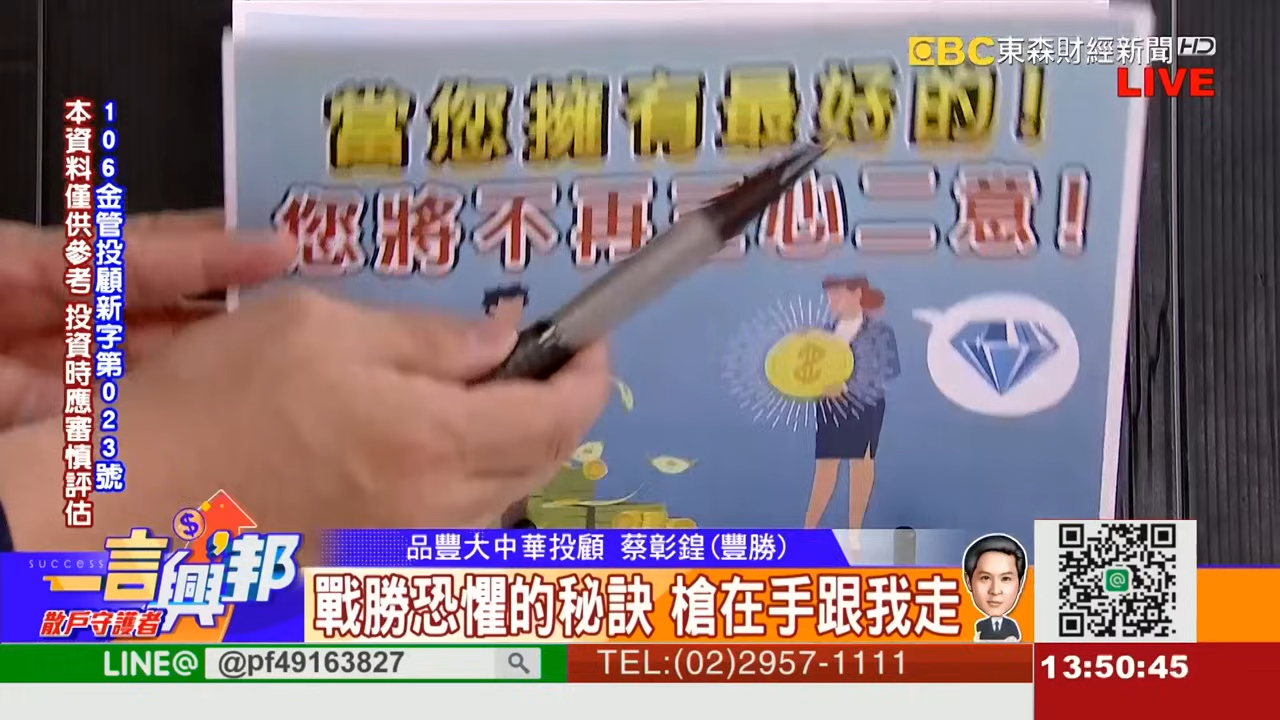 EBC東森財經新聞HD
LIVE
當您擁有最好的!
您將不再三心二意!
106金管投顧新字第023號
本資料僅供參考 投資時應審慎評估
SUCCESS
一言興邦
散戶守護者
品豐大中華投顧 蔡彰鍠(豐勝)
戰勝恐懼的秘訣 槍在手跟我走
LINE@ @pf49163827
TEL:(02)2957-1111
13:50:45